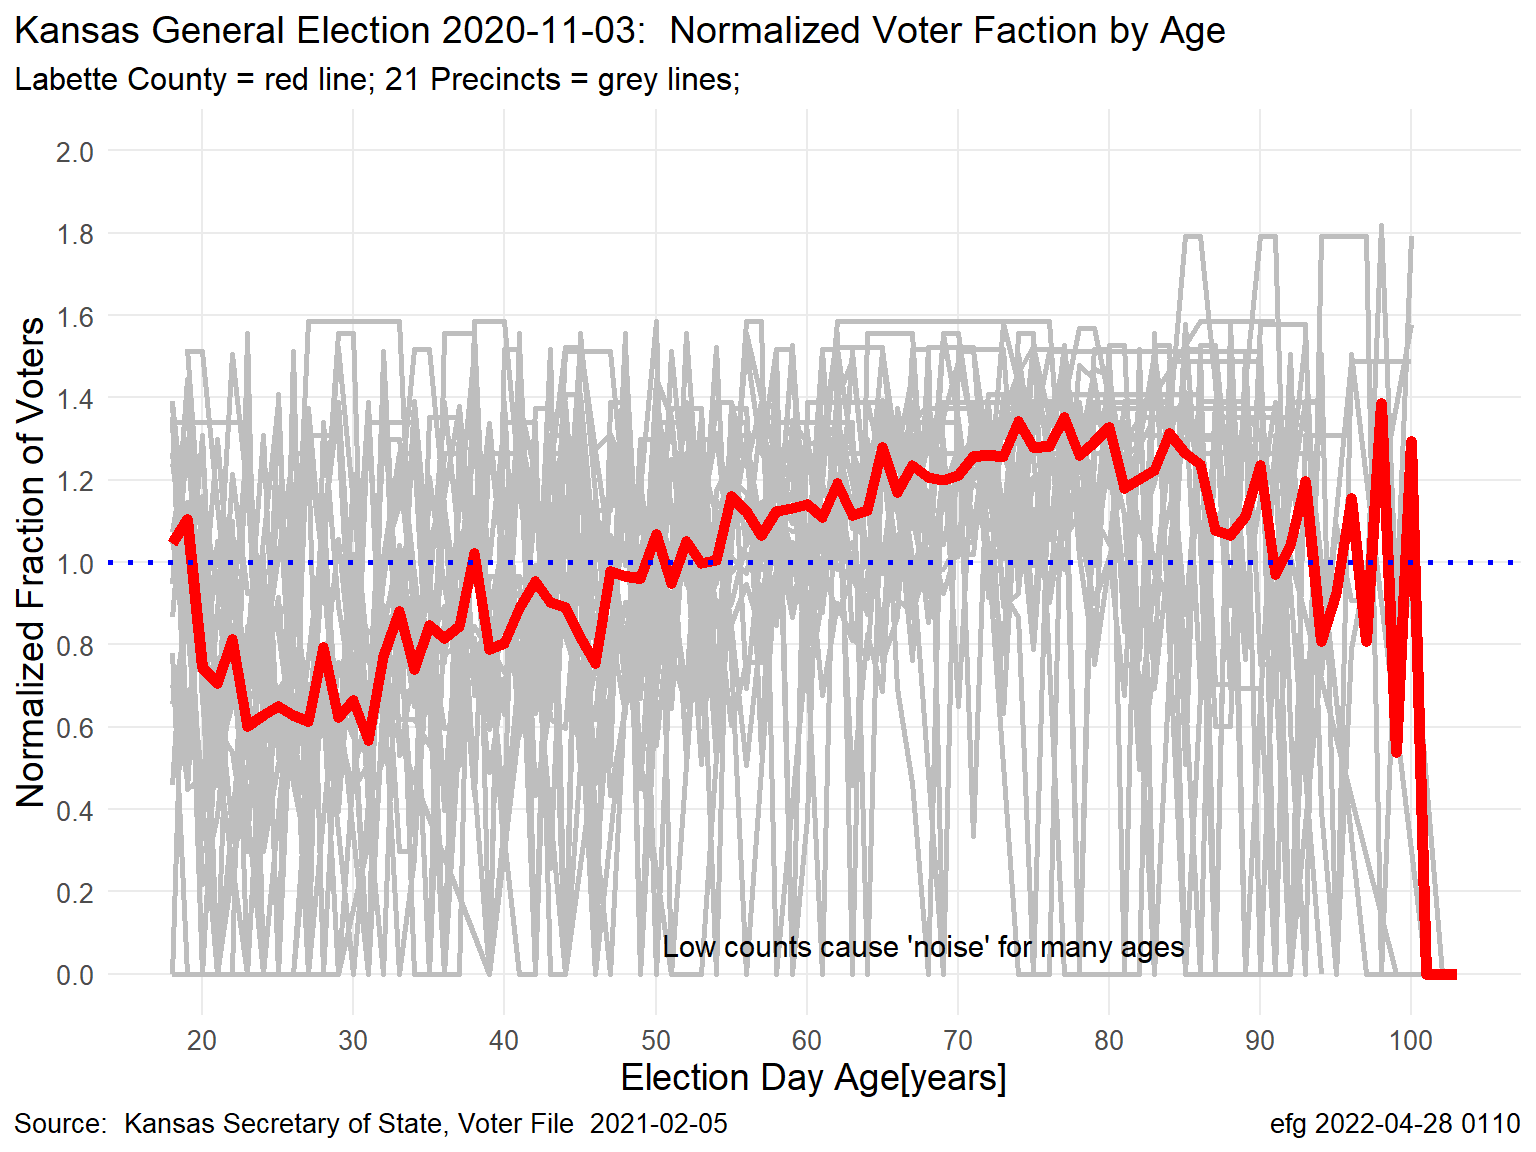 Kansas General Election 2020-11-03:  Normalized Voter Faction by Age
Labette County = red line; 21 Precincts = grey lines;
Normalized Fraction of Voters
2.0
1.8
1.6
1.4
1.2
1.0
0.8
0.6
0.4
0.2
0.0
Low counts cause 'noise' for many ages
20 30 40 50 60 70 80 90 100
Election Day Age[years]
Source:  Kansas Secretary of State, Voter File  2021-02-05
efg 2022-04-28 0110